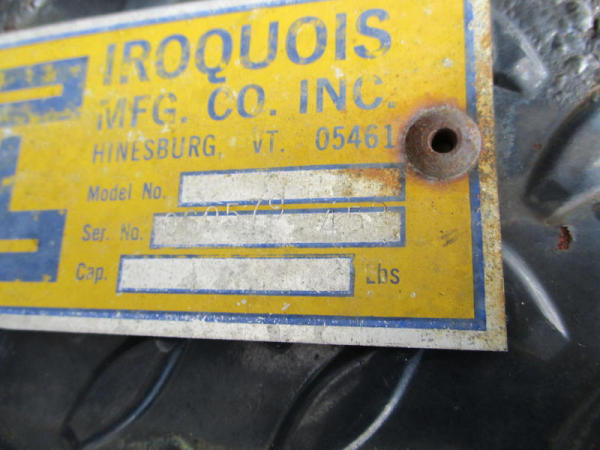 IROQUOIS
MFG. CO. INC.
HINESBURG, VT. 05461
Model No.
Ser. No.
Cap. Lbs